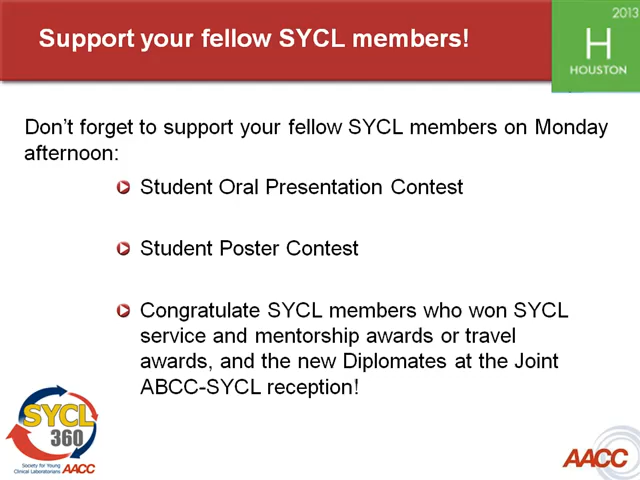 Support your fellow SYCL members!
2013
H
HOUSTON
Don't forget to support your fellow SYCL members on Monday
afternoon:
Student Oral Presentation Contest
Student Poster Contest
Congratulate SYCL members who won SYCL
service and mentorship awards or travel
awards, and the new Diplomates at the Joint
ABCC-SYCL reception!
SYCL
360
Society for Young
Clinical Laboratorians AACC
AACC